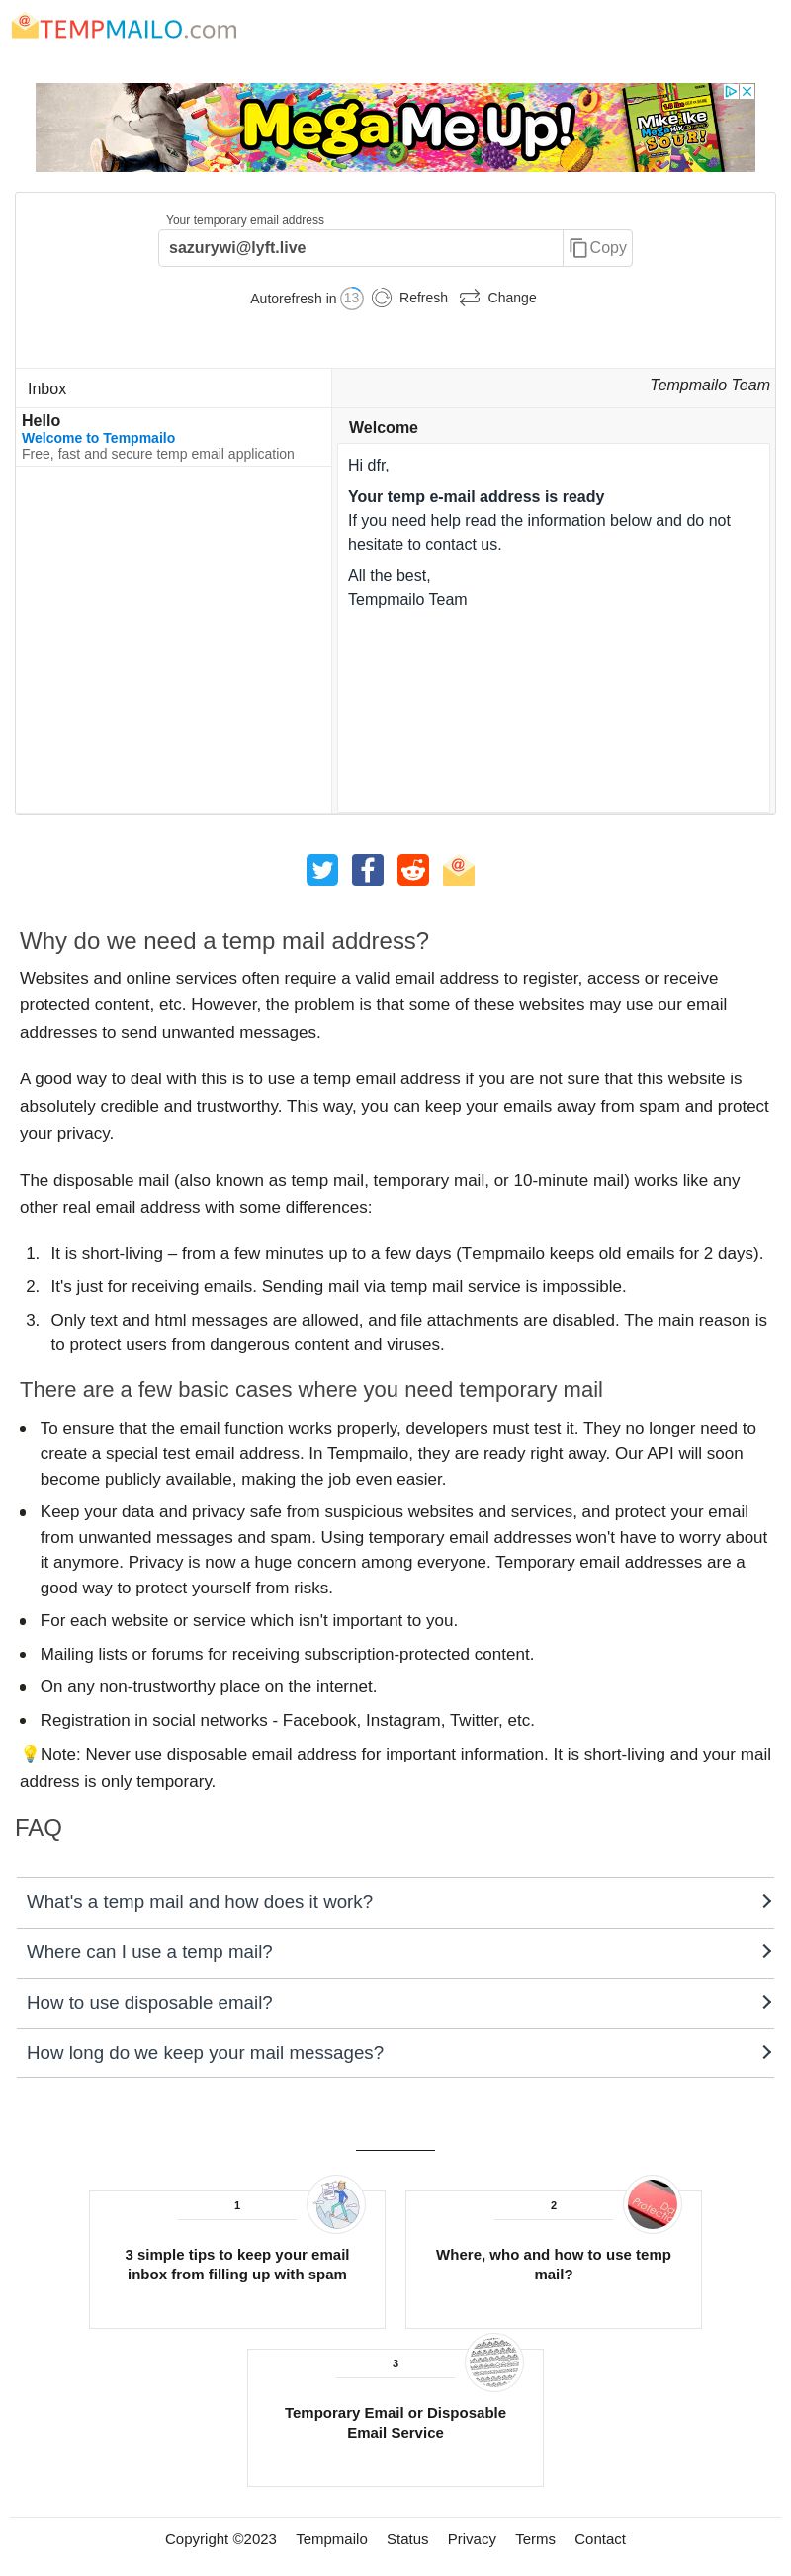 TEMPMAILO.com
Mega Me Up!
Mike and Ike
MEGAMIX
SOUR!
Your temporary email address
sazurywi@lyft.live
Copy
Autorefresh in 13 Refresh Change
Inbox
Tempmailo Team
Hello
Welcome to Tempmailo
Free, fast and secure temp email application
Welcome
Hi dfr,
Your temp e-mail address is ready
If you need help read the information below and do not
hesitate to contact us.
All the best,
Tempmailo Team
Why do we need a temp mail address?
Websites and online services often require a valid email address to register, access or receive
protected content, etc. However, the problem is that some of these websites may use our email
addresses to send unwanted messages.
A good way to deal with this is to use a temp email address if you are not sure that this website is
absolutely credible and trustworthy. This way, you can keep your emails away from spam and protect
your privacy.
The disposable mail (also known as temp mail, temporary mail, or 10-minute mail) works like any
other real email address with some differences:
1. It is short-living – from a few minutes up to a few days (Tempmailo keeps old emails for 2 days).
2. It's just for receiving emails. Sending mail via temp mail service is impossible.
3. Only text and html messages are allowed, and file attachments are disabled. The main reason is
to protect users from dangerous content and viruses.
There are a few basic cases where you need temporary mail
• To ensure that the email function works properly, developers must test it. They no longer need to
create a special test email address. In Tempmailo, they are ready right away. Our API will soon
become publicly available, making the job even easier.
• Keep your data and privacy safe from suspicious websites and services, and protect your email
from unwanted messages and spam. Using temporary email addresses won't have to worry about
it anymore. Privacy is now a huge concern among everyone. Temporary email addresses are a
good way to protect yourself from risks.
• For each website or service which isn't important to you.
• Mailing lists or forums for receiving subscription-protected content.
• On any non-trustworthy place on the internet.
• Registration in social networks - Facebook, Instagram, Twitter, etc.
💡Note: Never use disposable email address for important information. It is short-living and your mail
address is only temporary.
FAQ
What's a temp mail and how does it work?
Where can I use a temp mail?
How to use disposable email?
How long do we keep your mail messages?
1
3 simple tips to keep your email
inbox from filling up with spam
2
Where, who and how to use temp
mail?
3
Temporary Email or Disposable
Email Service
Copyright ©2023 Tempmailo Status Privacy Terms Contact